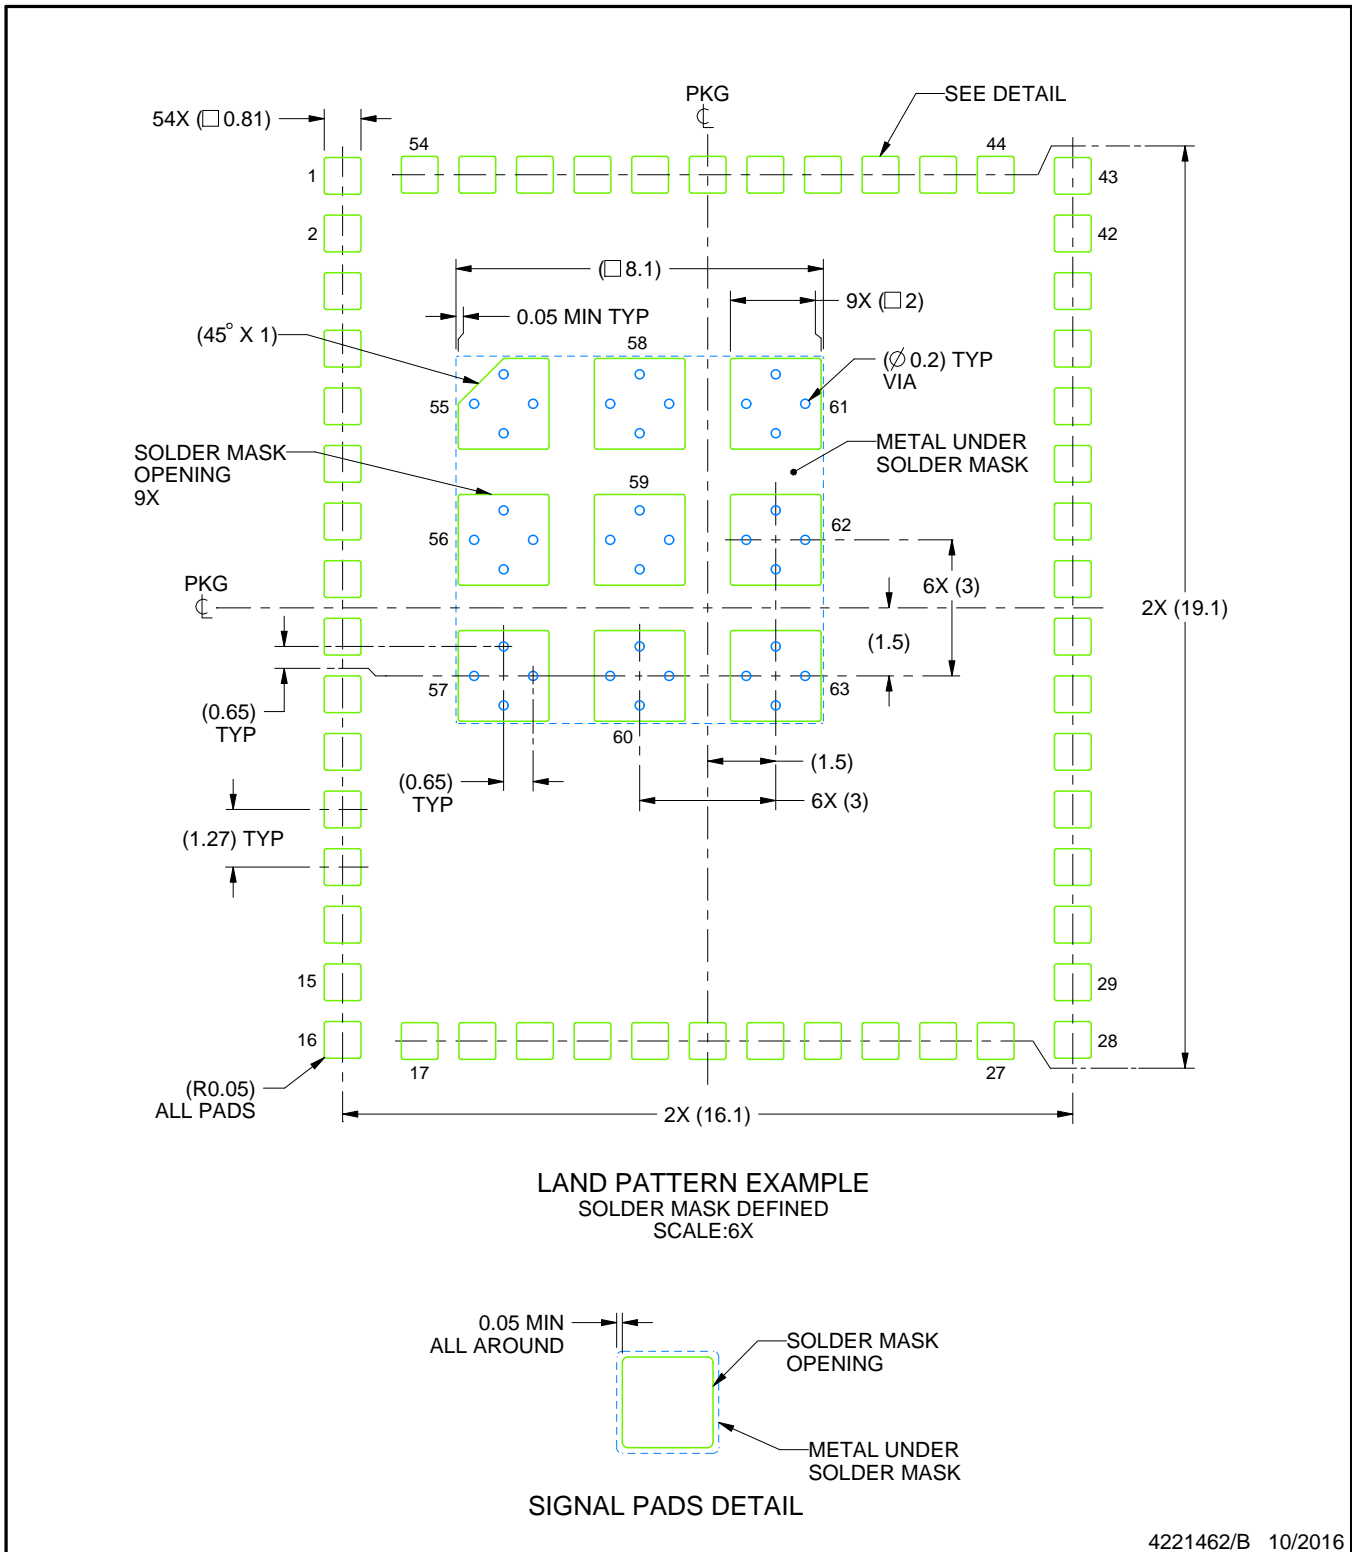 PKG
℄
SEE DETAIL
54X (□ 0.81)
54
44
1
43
2
42
(□ 8.1)
9X (□ 2)
0.05 MIN TYP
(45° X 1)
58
(∅ 0.2) TYP
VIA
55
61
SOLDER MASK
OPENING
9X
METAL UNDER
SOLDER MASK
59
56
62
PKG
℄
6X (3)
2X (19.1)
(1.5)
57
63
(0.65)
TYP
60
(1.5)
(0.65)
TYP
6X (3)
(1.27) TYP
15
29
16
28
17
27
(R0.05)
ALL PADS
2X (16.1)
LAND PATTERN EXAMPLE
SOLDER MASK DEFINED
SCALE:6X
0.05 MIN
ALL AROUND
SOLDER MASK
OPENING
METAL UNDER
SOLDER MASK
SIGNAL PADS DETAIL
4221462/B 10/2016